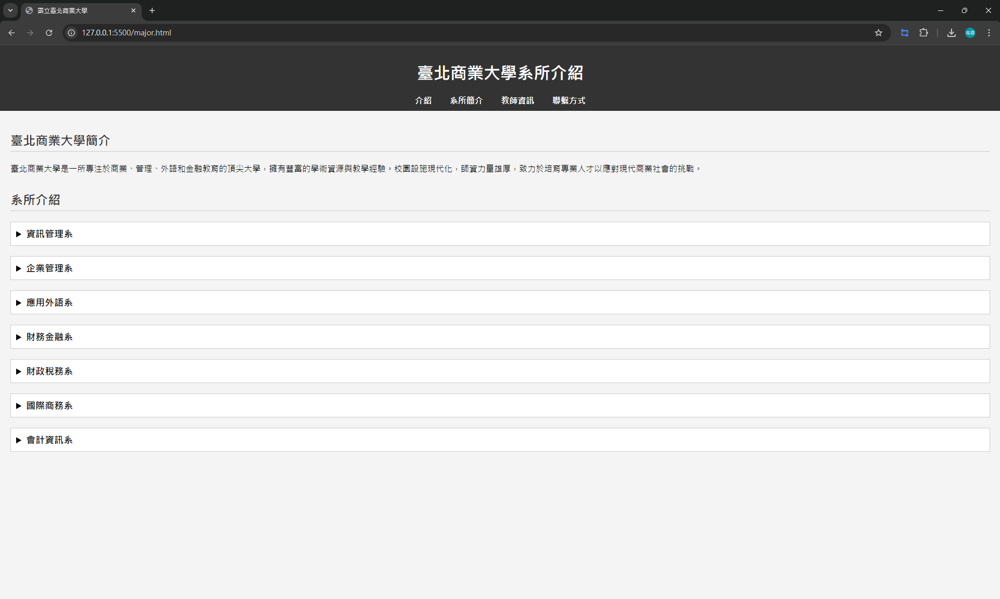 國立臺北商業大學
127.0.0.1:5500/major.html
祐蓉
臺北商業大學系所介紹
介紹 系所簡介 教師資訊 聯繫方式
臺北商業大學簡介
臺北商業大學是一所專注於商業、管理、外語和金融教育的頂尖大學，擁有豐富的學術資源與教學經驗。校園設施現代化，師資力量雄厚，致力於培育專業人才以應對現代商業社會的挑戰。
系所介紹
資訊管理系
企業管理系
應用外語系
財務金融系
財政稅務系
國際商務系
會計資訊系